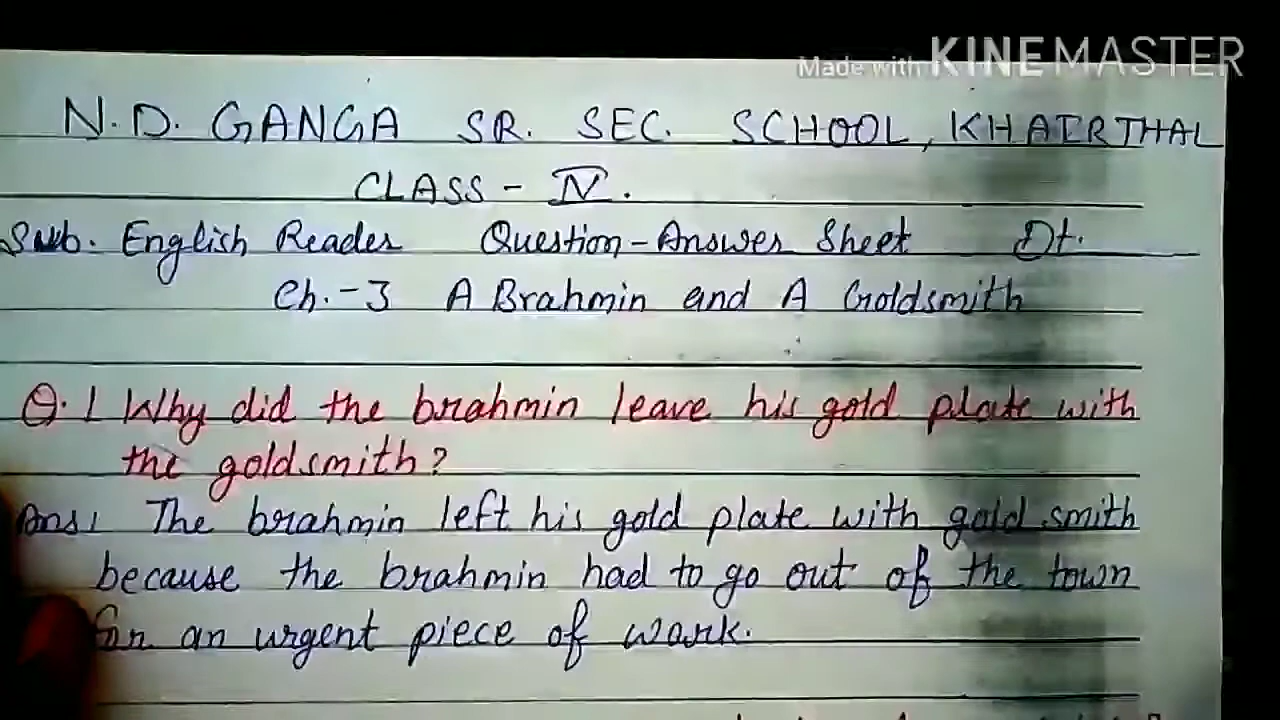 Made with KINEMASTER
N.D. GANGA SR. SEC. SCHOOL, KHAIRTHAL
CLASS - IV.
Sub. English Reader Question-Answer Sheet Dt.
Ch.-3 A Brahmin and A Goldsmith
Q.1 Why did the brahmin leave his gold plate with
the goldsmith?
Ans1 The brahmin left his gold plate with gold smith
because the brahmin had to go out of the town
for an urgent piece of work.